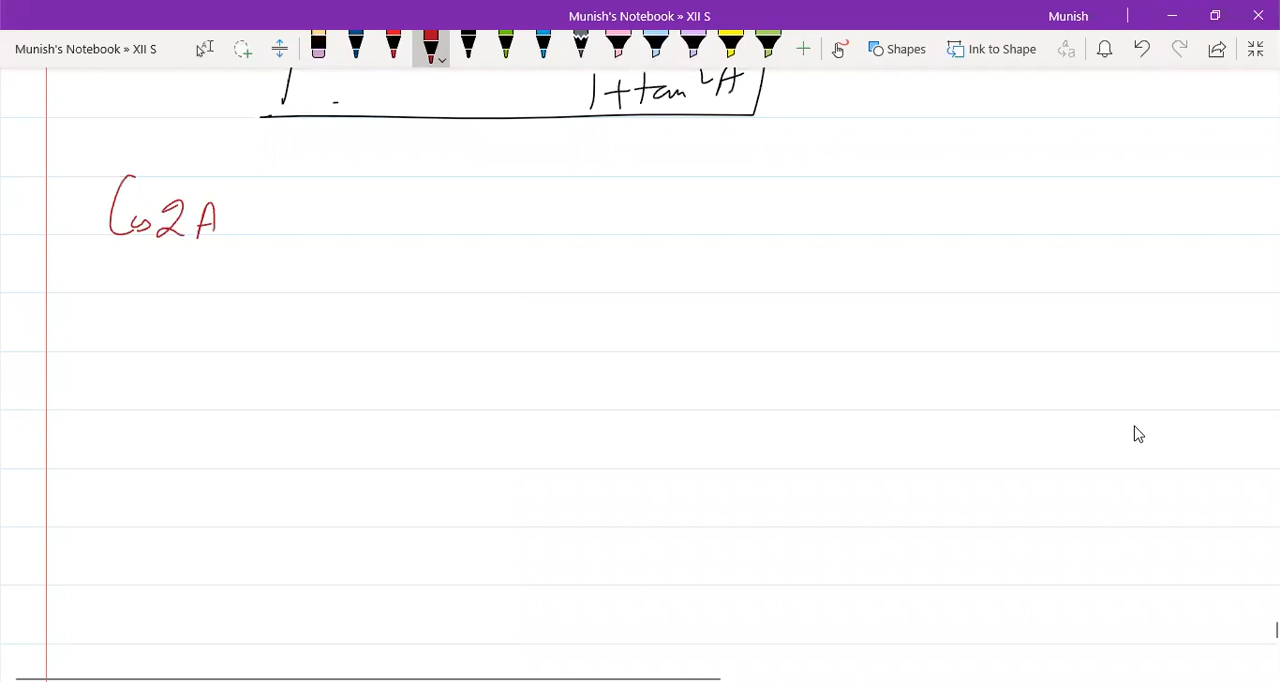 Munish's Notebook » XII S
Munish
Munish's Notebook » XII S
Shapes
Ink to Shape
1+tan²A
Cos2A